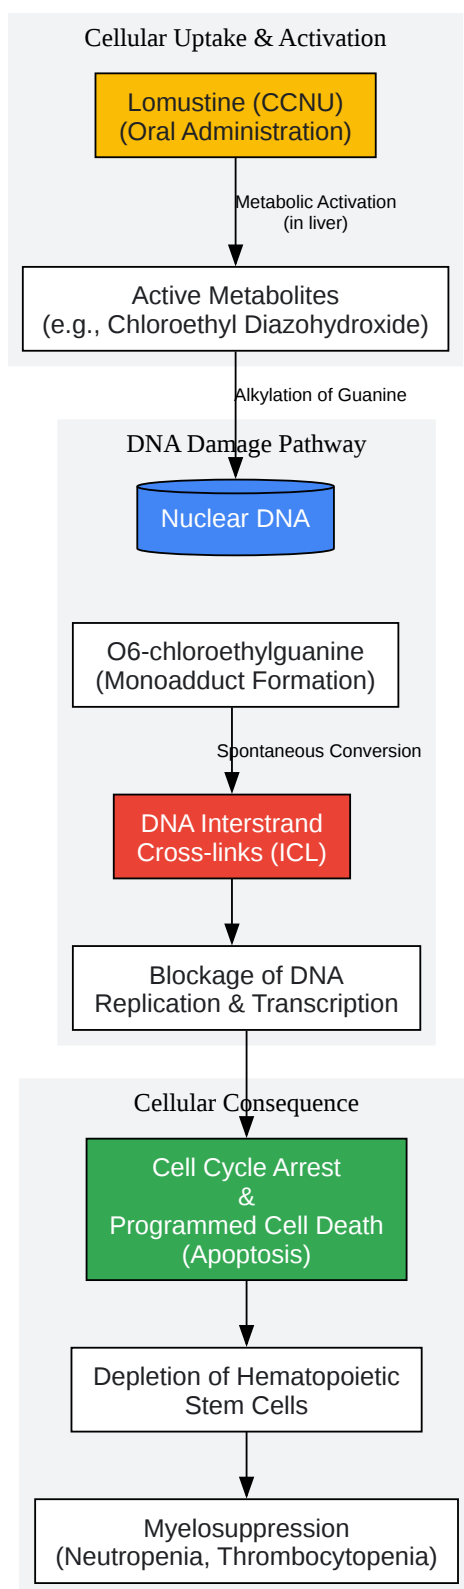 Cellular Uptake & Activation
Lomustine (CCNU)
(Oral Administration)
Metabolic Activation
(in liver)
Active Metabolites
(e.g., Chloroethyl Diazohydroxide)
Alkylation of Guanine
DNA Damage Pathway
Nuclear DNA
O6-chloroethylguanine
(Monoadduct Formation)
Spontaneous Conversion
DNA Interstrand
Cross-links (ICL)
Blockage of DNA
Replication & Transcription
Cellular Consequence
Cell Cycle Arrest
&
Programmed Cell Death
(Apoptosis)
Depletion of Hematopoietic
Stem Cells
Myelosuppression
(Neutropenia, Thrombocytopenia)